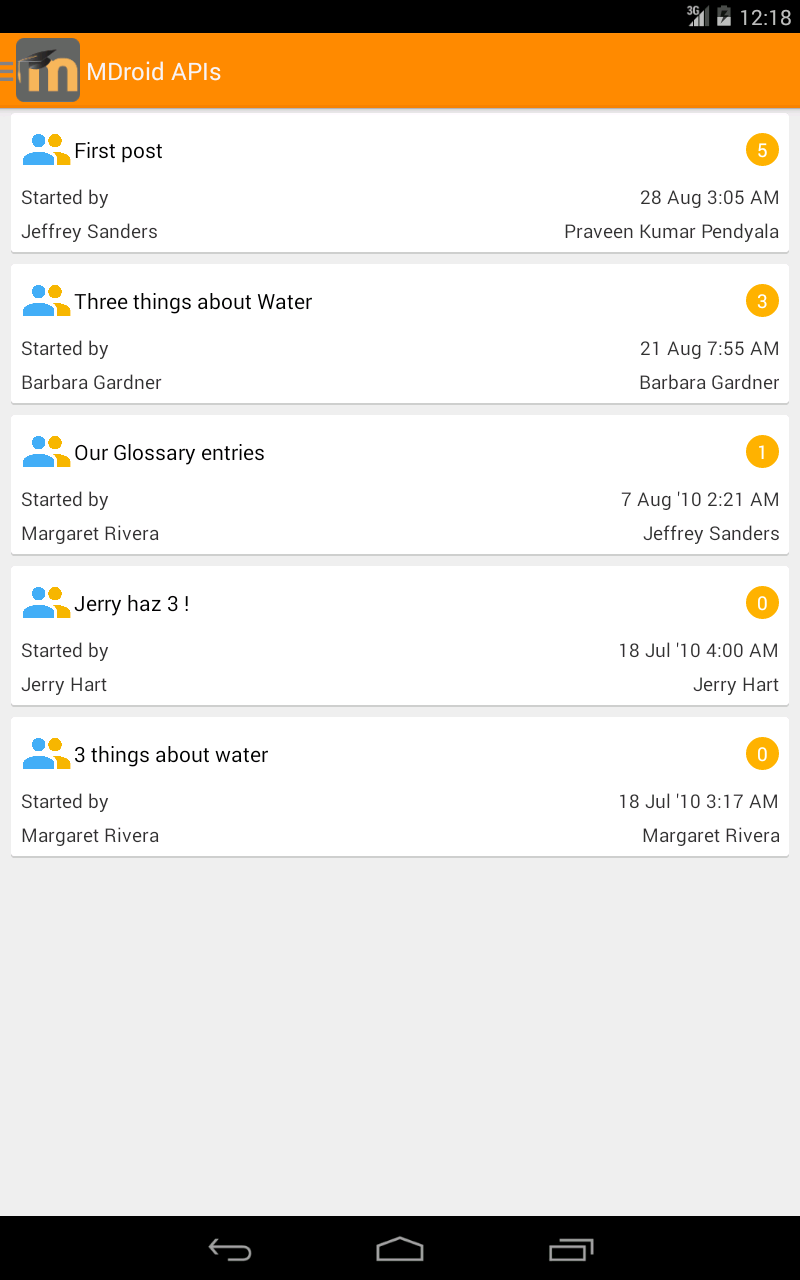 3G 12:18
m MDroid APIs
First post 5
Started by 28 Aug 3:05 AM
Jeffrey Sanders Praveen Kumar Pendyala
Three things about Water 3
Started by 21 Aug 7:55 AM
Barbara Gardner Barbara Gardner
Our Glossary entries 1
Started by 7 Aug '10 2:21 AM
Margaret Rivera Jeffrey Sanders
Jerry haz 3 ! 0
Started by 18 Jul '10 4:00 AM
Jerry Hart Jerry Hart
3 things about water 0
Started by 18 Jul '10 3:17 AM
Margaret Rivera Margaret Rivera